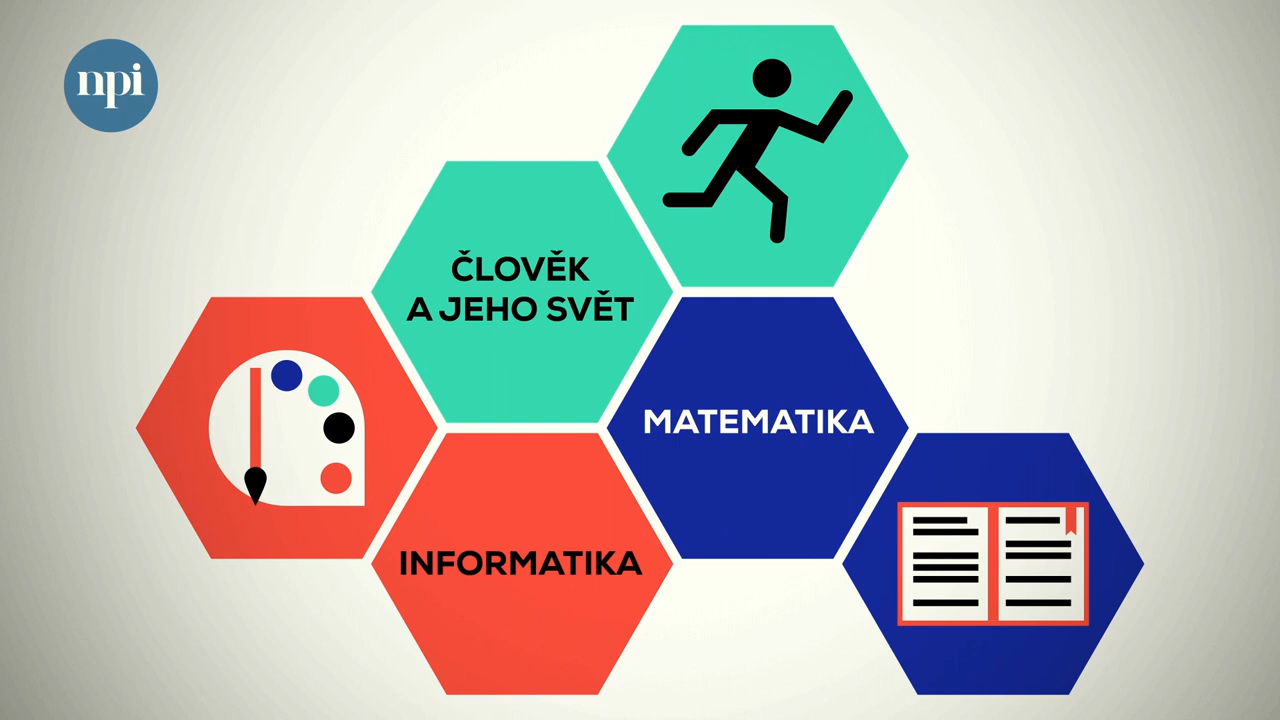 npi
ČLOVĚK
A JEHO SVĚT
MATEMATIKA
INFORMATIKA